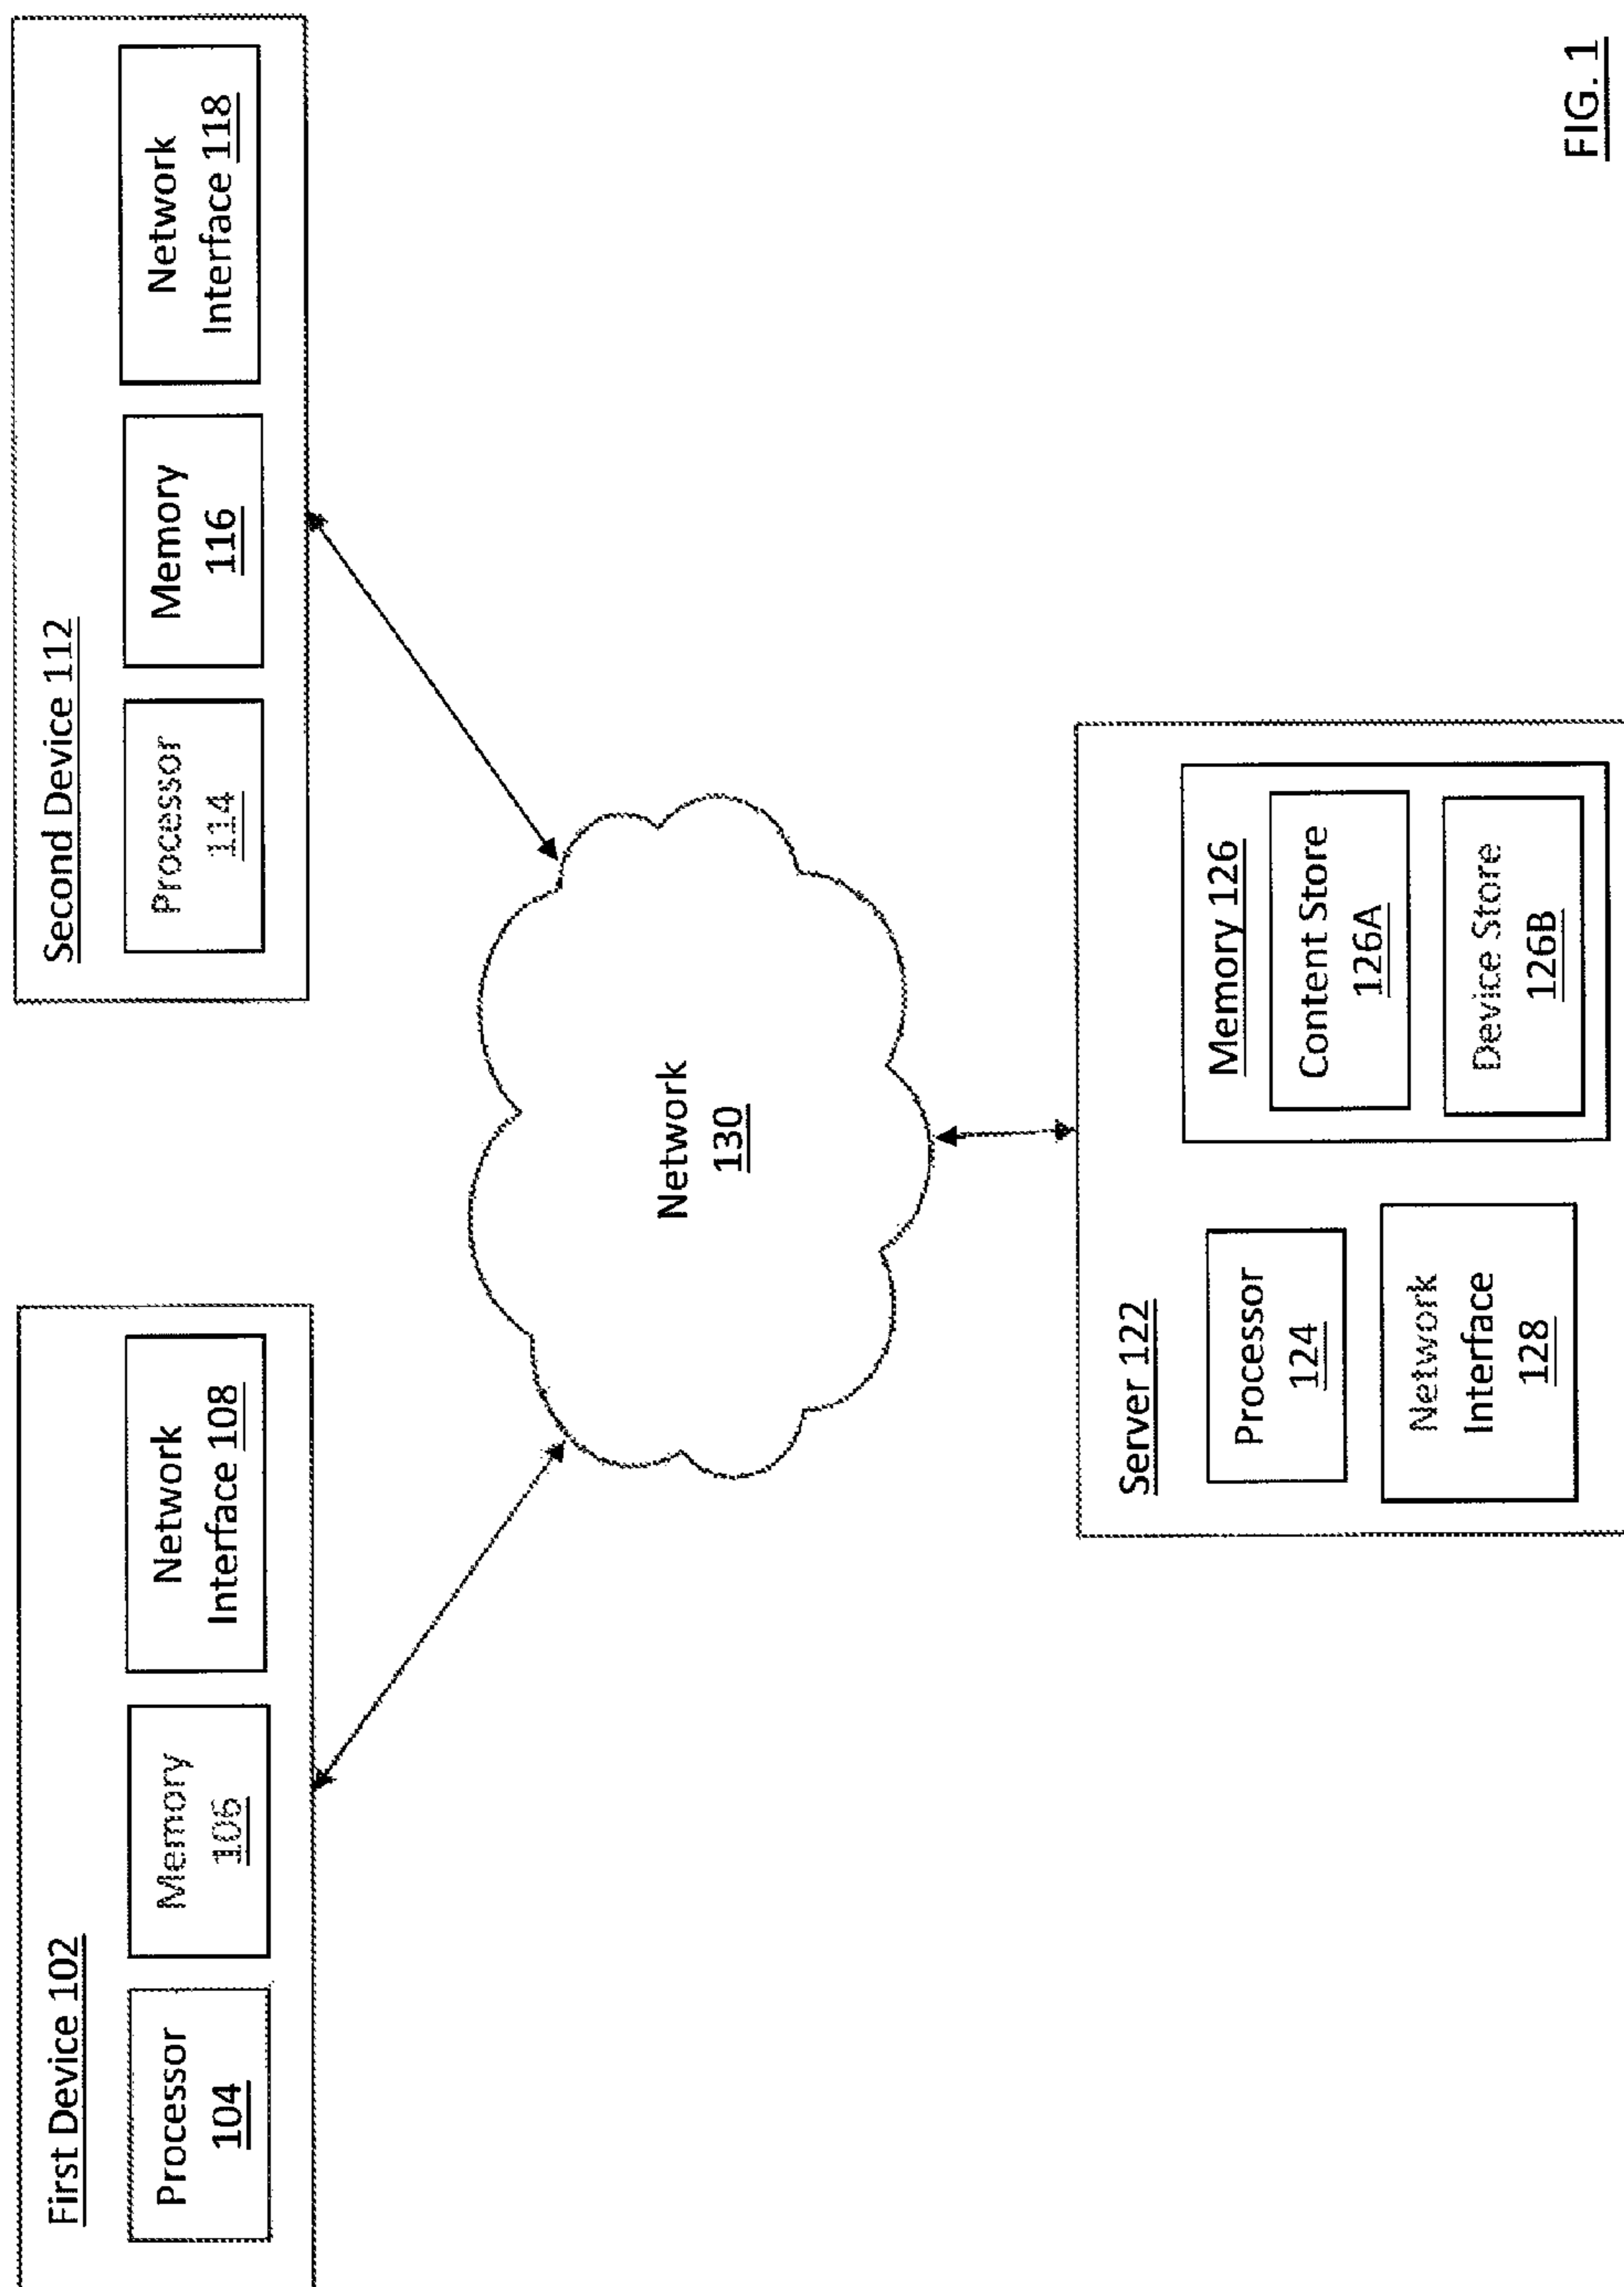 First Device 102
Processor
104
Memory
106
Network
Interface 108
Second Device 112
Processor
114
Memory
116
Network
Interface 118
Network
130
Server 122
Processor
124
Network
Interface
128
Memory 126
Content Store
126A
Device Store
126B
FIG. 1